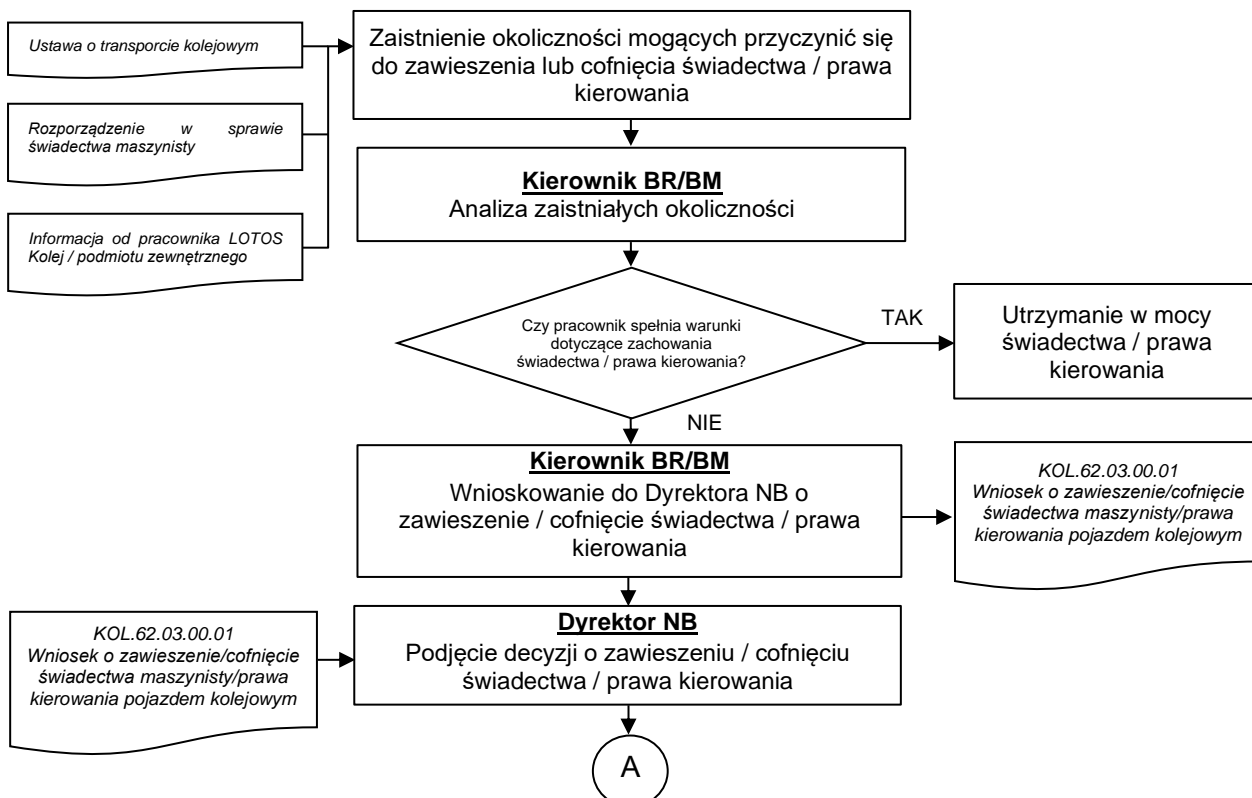 Ustawa o transporcie kolejowym
Zaistnienie okoliczności mogących przyczynić się
do zawieszenia lub cofnięcia świadectwa / prawa
kierowania
Rozporządzenie w sprawie
świadectwa maszynisty
Informacja od pracownika LOTOS
Kolej / podmiotu zewnętrznego
Kierownik BR/BM
Analiza zaistniałych okoliczności
Czy pracownik spełnia warunki
dotyczące zachowania
świadectwa / prawa kierowania?
TAK
Utrzymanie w mocy
świadectwa / prawa
kierowania
NIE
Kierownik BR/BM
Wnioskowanie do Dyrektora NB o
zawieszenie / cofnięcie świadectwa / prawa
kierowania
KOL.62.03.00.01
Wniosek o zawieszenie/cofnięcie
świadectwa maszynisty/prawa
kierowania pojazdem kolejowym
KOL.62.03.00.01
Wniosek o zawieszenie/cofnięcie
świadectwa maszynisty/prawa
kierowania pojazdem kolejowym
Dyrektor NB
Podjęcie decyzji o zawieszeniu / cofnięciu
świadectwa / prawa kierowania
A